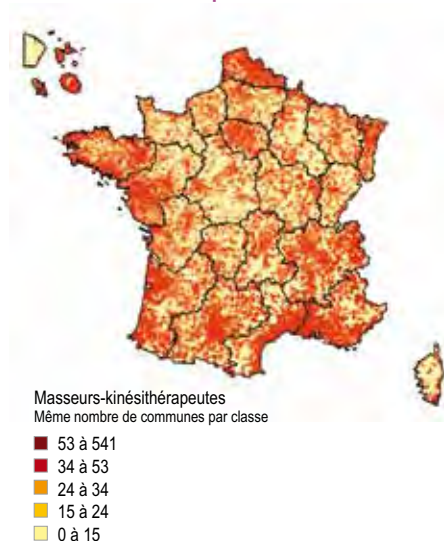 Masseurs-kinésithérapeutes
Même nombre de communes par classe
53 à 541
34 à 53
24 à 34
15 à 24
0 à 15